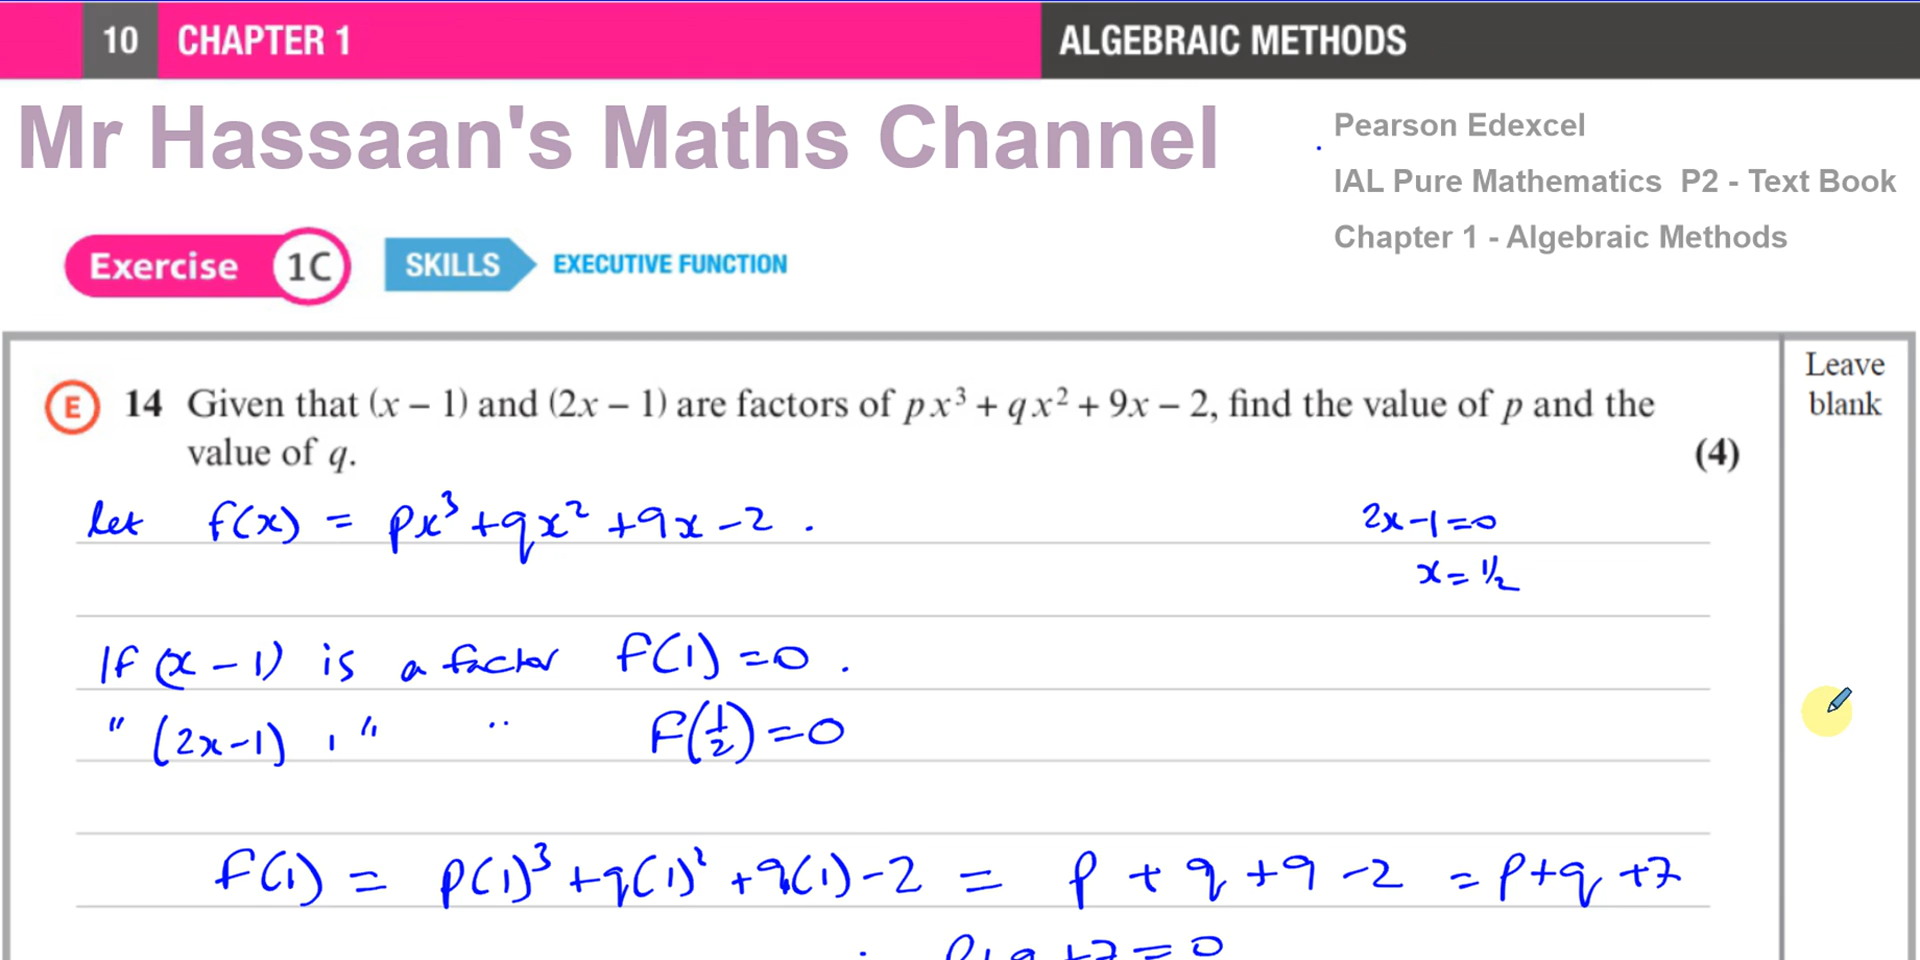 10 CHAPTER 1 ALGEBRAIC METHODS
Mr Hassaan's Maths Channel
Pearson Edexcel
IAL Pure Mathematics P2 - Text Book
Chapter 1 - Algebraic Methods
Exercise 1C SKILLS EXECUTIVE FUNCTION
Leave
blank
E 14 Given that (x – 1) and (2x – 1) are factors of px³ + qx² + 9x – 2, find the value of p and the
value of q. (4)
let f(x) = px³ + qx² + 9x - 2 .
2x - 1 = 0
x = 1/2
If (x - 1) is a factor f(1) = 0 .
" (2x - 1) , " " f(1/2) = 0
f(1) = p(1)³ + q(1)² + 9(1) - 2 = p + q + 9 - 2 = p + q + 7
p + q + 7 = 0